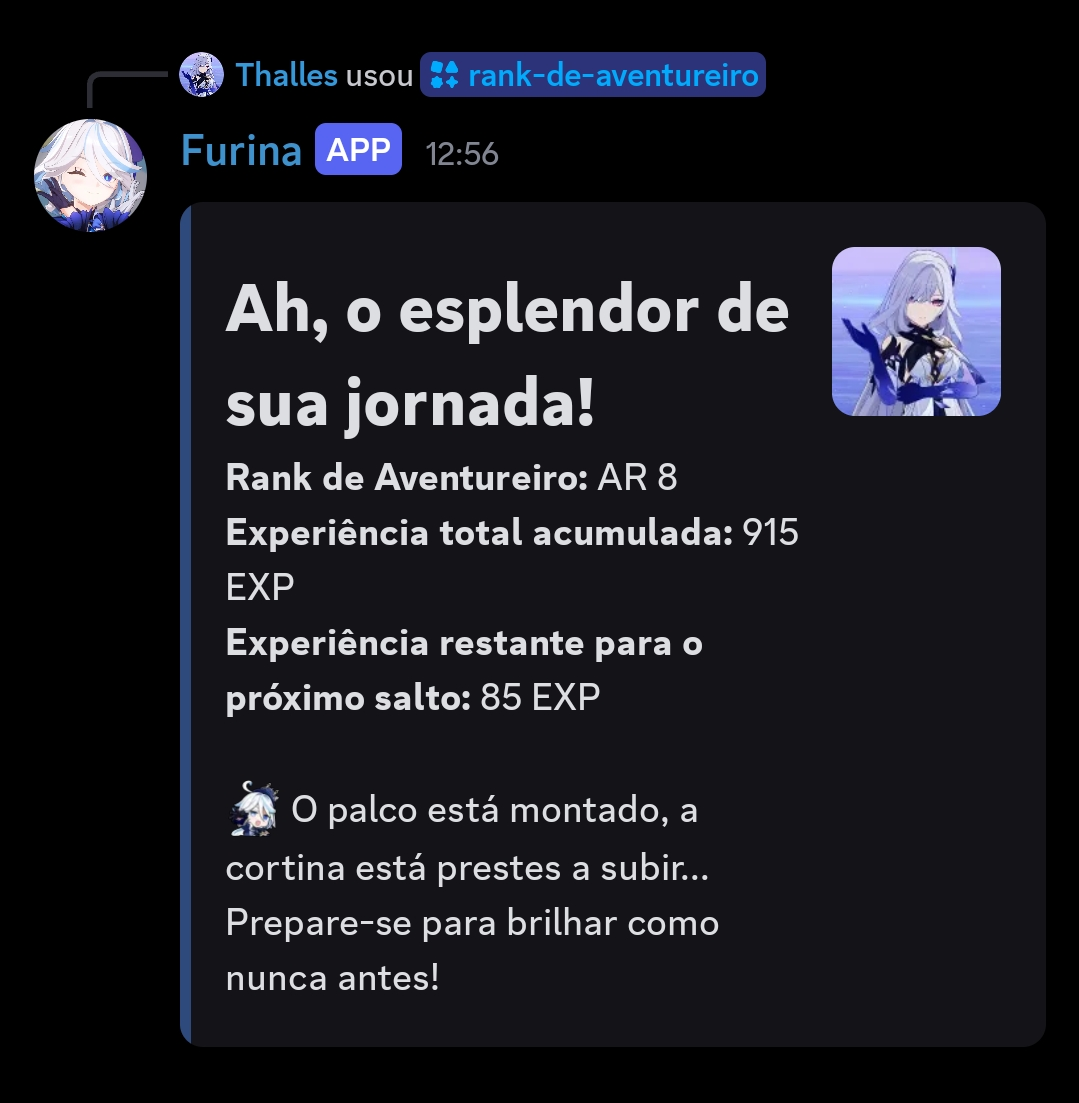 Thalles usou rank-de-aventureiro
Furina APP 12:56
Ah, o esplendor de
sua jornada!
Rank de Aventureiro: AR 8
Experiência total acumulada: 915
EXP
Experiência restante para o
próximo salto: 85 EXP
O palco está montado, a
cortina está prestes a subir...
Prepare-se para brilhar como
nunca antes!